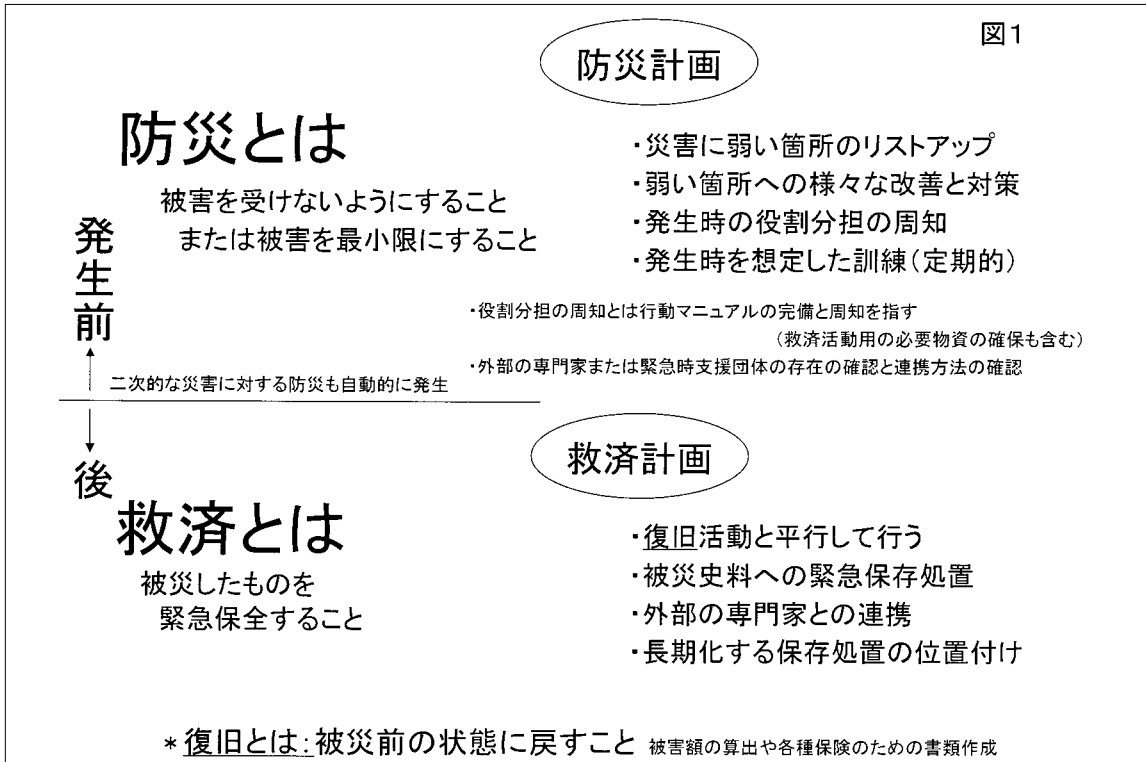 図1
防災計画
防災とは
被害を受けないようにすること
または被害を最小限にすること
・災害に弱い箇所のリストアップ
・弱い箇所への様々な改善と対策
・発生時の役割分担の周知
・発生時を想定した訓練(定期的)
発生前
・役割分担の周知とは行動マニュアルの完備と周知を指す
(救済活動用の必要物資の確保も含む)
・外部の専門家または緊急時支援団体の存在の確認と連携方法の確認
二次的な災害に対する防災も自動的に発生
後
救済計画
救済とは
被災したものを
緊急保全すること
・復旧活動と平行して行う
・被災史料への緊急保存処置
・外部の専門家との連携
・長期化する保存処置の位置付け
*復旧とは:被災前の状態に戻すこと 被害額の算出や各種保険のための書類作成